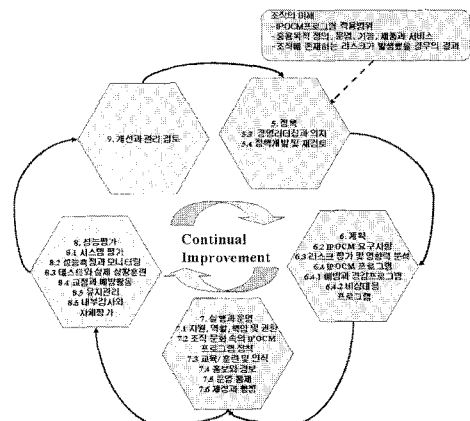 조직의 이해
- IPOCM프로그램 적용범위
- 중용목적 정의, 운영, 기능, 제품과 서비스
- 조직에 존재하는 리스크가 발생했을 경우의 결과
5. 정책
5.3 경영리더십과 의지
5.4 정책개발 및 재검토
9. 개선과 관리 검토
6. 계획
6.2 IPOCM 요구사항
6.3 리스크 평가 및 영향력 분석
6.4 IPOCM 프로그램
6.4.1 예방과 경감프로그램
6.4.2 비상대응
프로그램
Continual
Improvement
8. 성능평가
8.1 시스템 평가
8.2 성능측정과 모니터링
8.3 테스트와 실제 상황훈련
8.4 교정과 예방활동
8.5 유지관리
8.6 내부감사와
자체평가
7. 실행과 운영
7.1 자원, 역할, 책임 및 권한
7.2 조직 문화 속의 IPOCM
프로그램 정착
7.3 교육/훈련 및 인식
7.4 홍보와 경보
7.5 운영 통제
7.6 재정과 행정